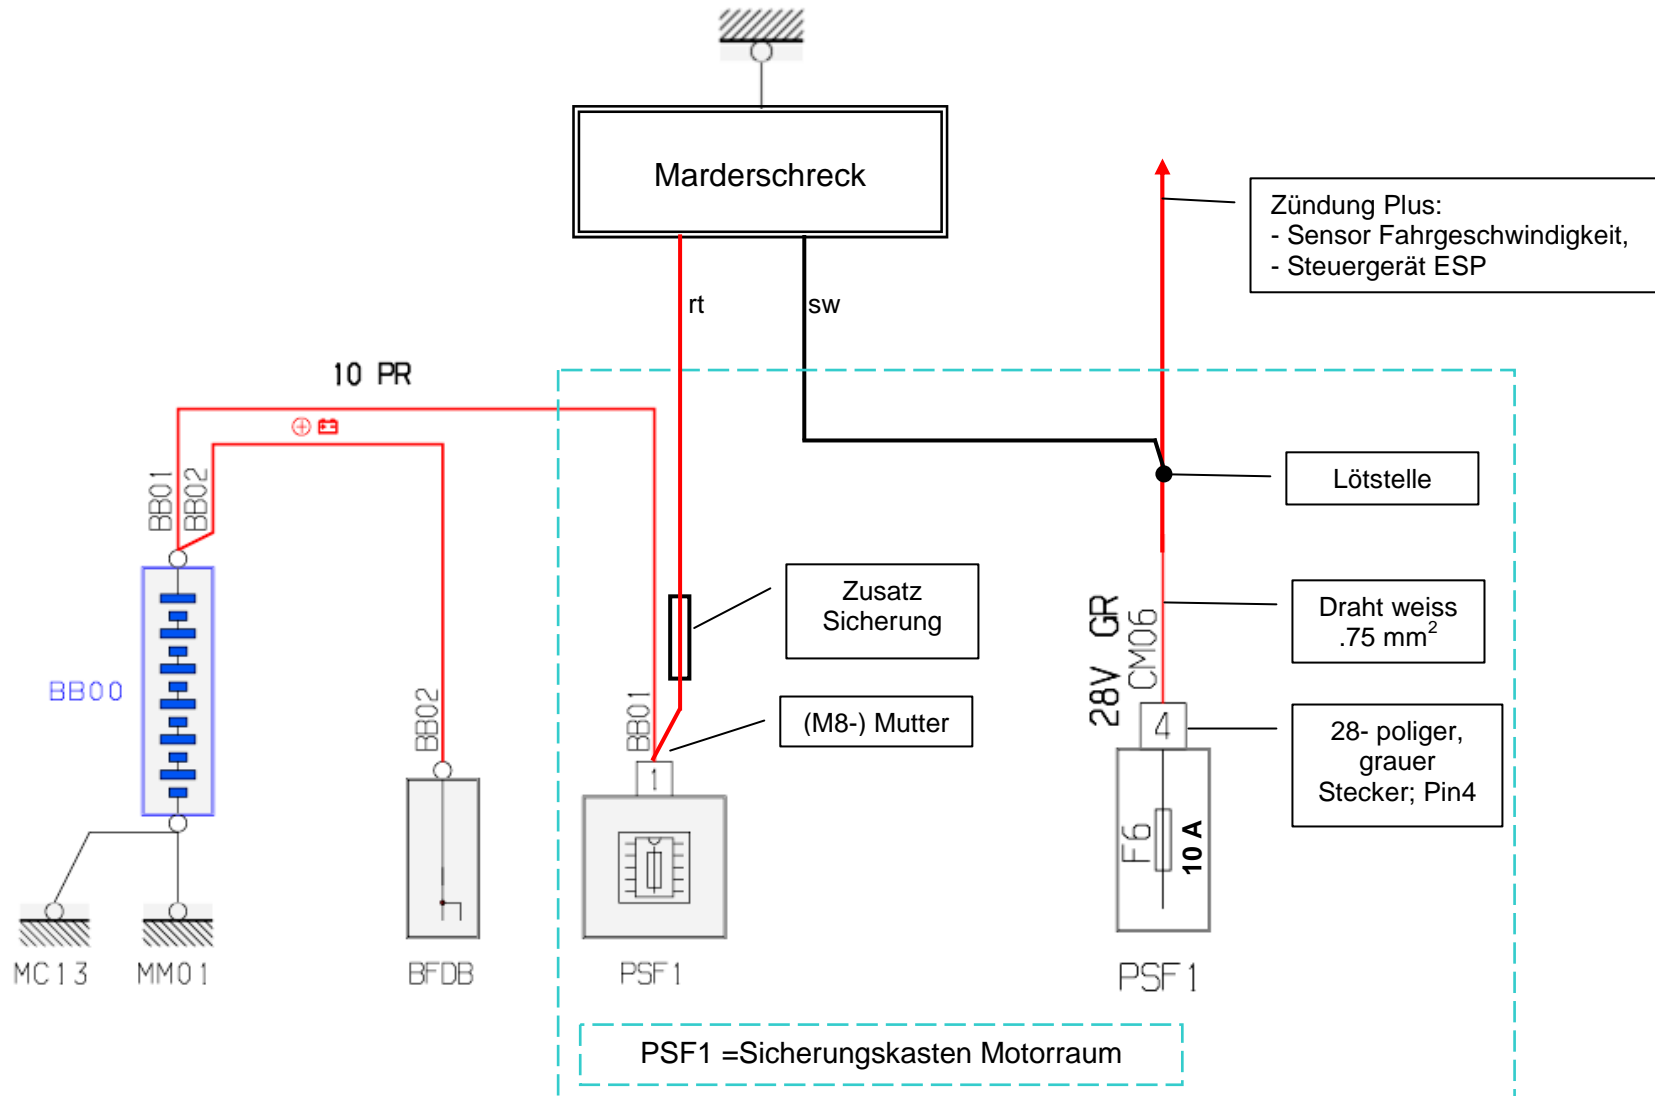 Marderschreck
Zündung Plus:
- Sensor Fahrgeschwindigkeit,
- Steuergerät ESP
rt
sw
10 PR
BB01
BB02
Lötstelle
Zusatz
Sicherung
Draht weiss
.75 mm²
28V GR
CM06
BB00
BB02
BB01
(M8-) Mutter
28- poliger,
grauer
Stecker; Pin4
1
4
F6
10 A
MC13
MM01
BFDB
PSF1
PSF1
PSF1 =Sicherungskasten Motorraum